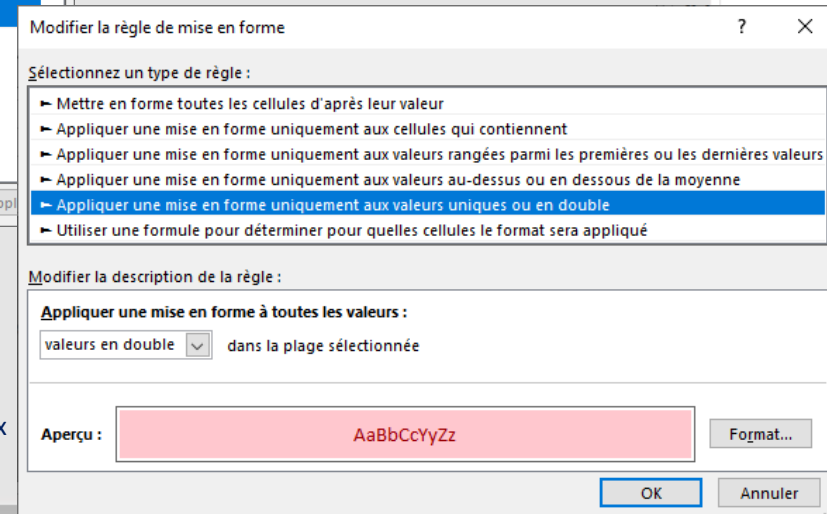 Modifier la règle de mise en forme
?
Sélectionnez un type de règle :
► Mettre en forme toutes les cellules d'après leur valeur
► Appliquer une mise en forme uniquement aux cellules qui contiennent
► Appliquer une mise en forme uniquement aux valeurs rangées parmi les premières ou les dernières valeurs
► Appliquer une mise en forme uniquement aux valeurs au-dessus ou en dessous de la moyenne
► Appliquer une mise en forme uniquement aux valeurs uniques ou en double
► Utiliser une formule pour déterminer pour quelles cellules le format sera appliqué
Modifier la description de la règle :
Appliquer une mise en forme à toutes les valeurs :
valeurs en double dans la plage sélectionnée
x
Aperçu : AaBbCcYyZz Format...
OK Annuler